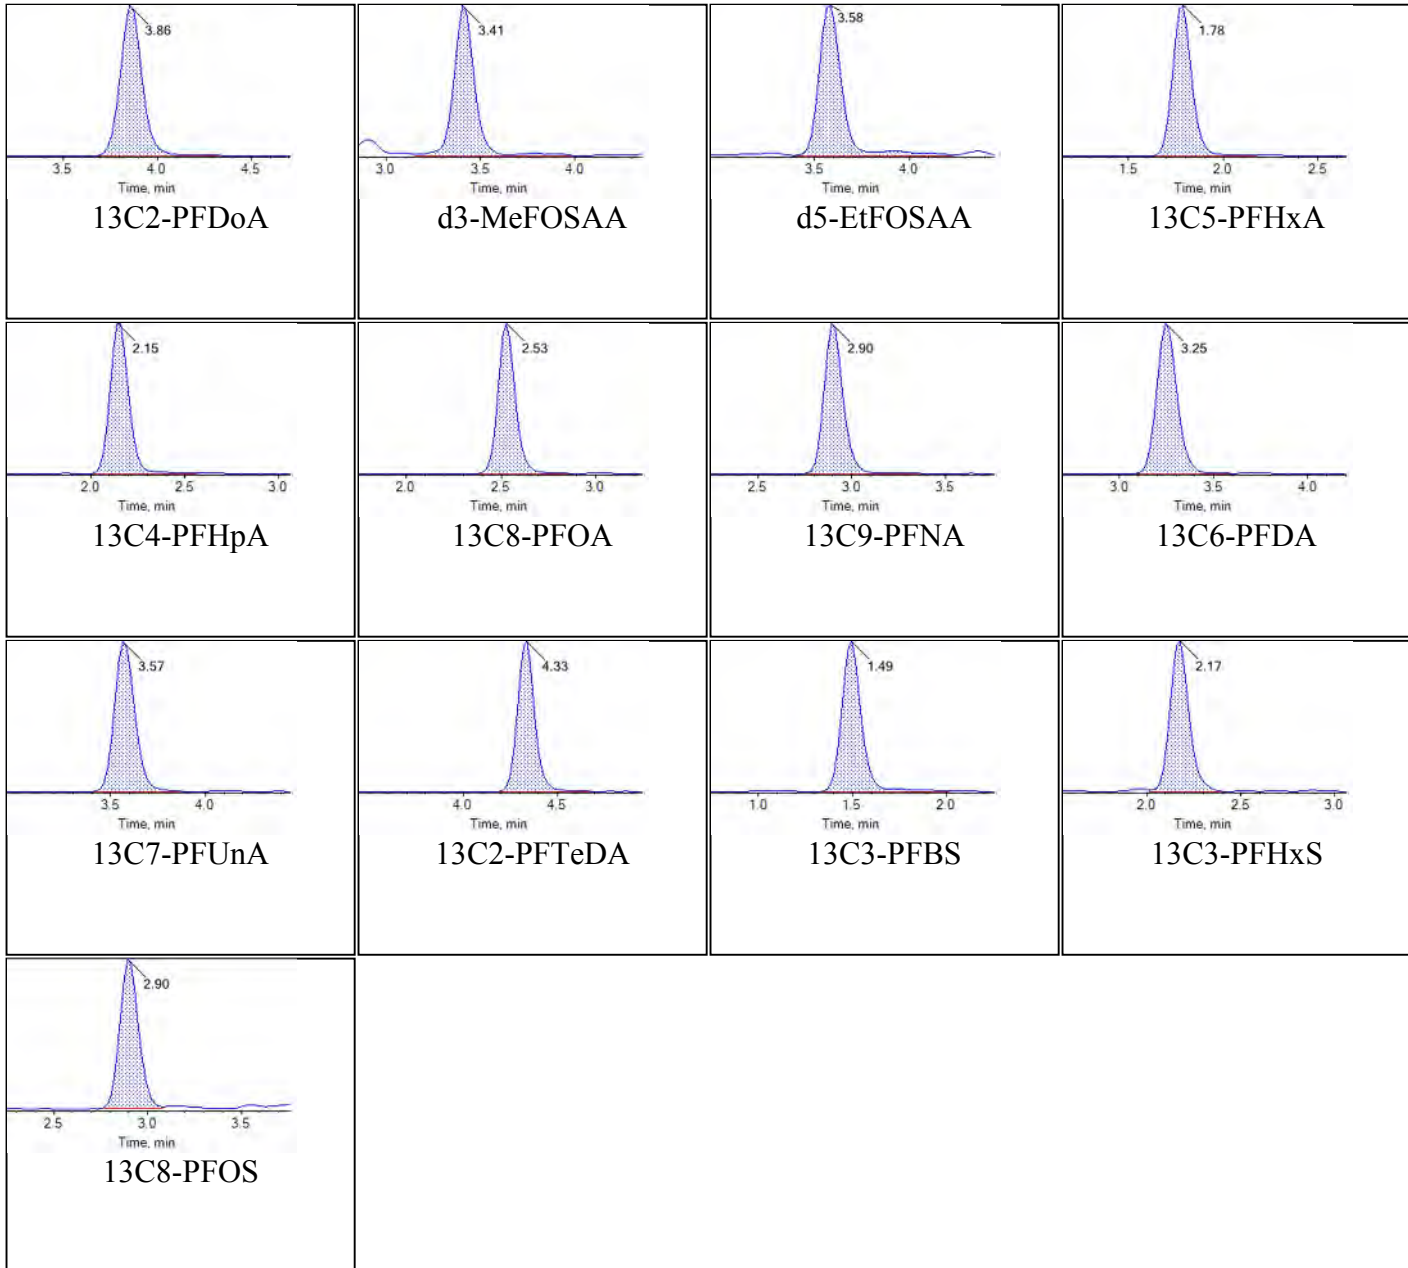 3.86
3.5 4.0 4.5
Time, min
13C2-PFDoA
3.41
3.0 3.5 4.0
Time, min
d3-MeFOSAA
3.58
3.5 4.0
Time, min
d5-EtFOSAA
1.78
1.5 2.0 2.5
Time, min
13C5-PFHxA
2.15
2.0 2.5 3.0
Time, min
13C4-PFHpA
2.53
2.0 2.5 3.0
Time, min
13C8-PFOA
2.90
2.5 3.0 3.5
Time, min
13C9-PFNA
3.25
3.0 3.5 4.0
Time, min
13C6-PFDA
3.57
3.5 4.0
Time, min
13C7-PFUnA
4.33
4.0 4.5
Time, min
13C2-PFTeDA
1.49
1.0 1.5 2.0
Time, min
13C3-PFBS
2.17
2.0 2.5 3.0
Time, min
13C3-PFHxS
2.90
2.5 3.0 3.5
Time, min
13C8-PFOS